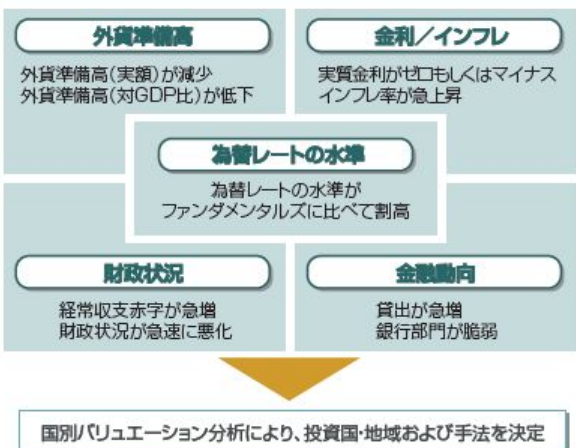 外貨準備高
外貨準備高(実額)が減少
外貨準備高(対GDP比)が低下
金利／インフレ
実質金利がゼロもしくはマイナス
インフレ率が急上昇
為替レートの水準
為替レートの水準が
ファンダメンタルズに比べて割高
財政状況
経常収支赤字が急増
財政状況が急速に悪化
金融動向
貸出が急増
銀行部門が脆弱
国別バリュエーション分析により、投資国・地域および手法を決定